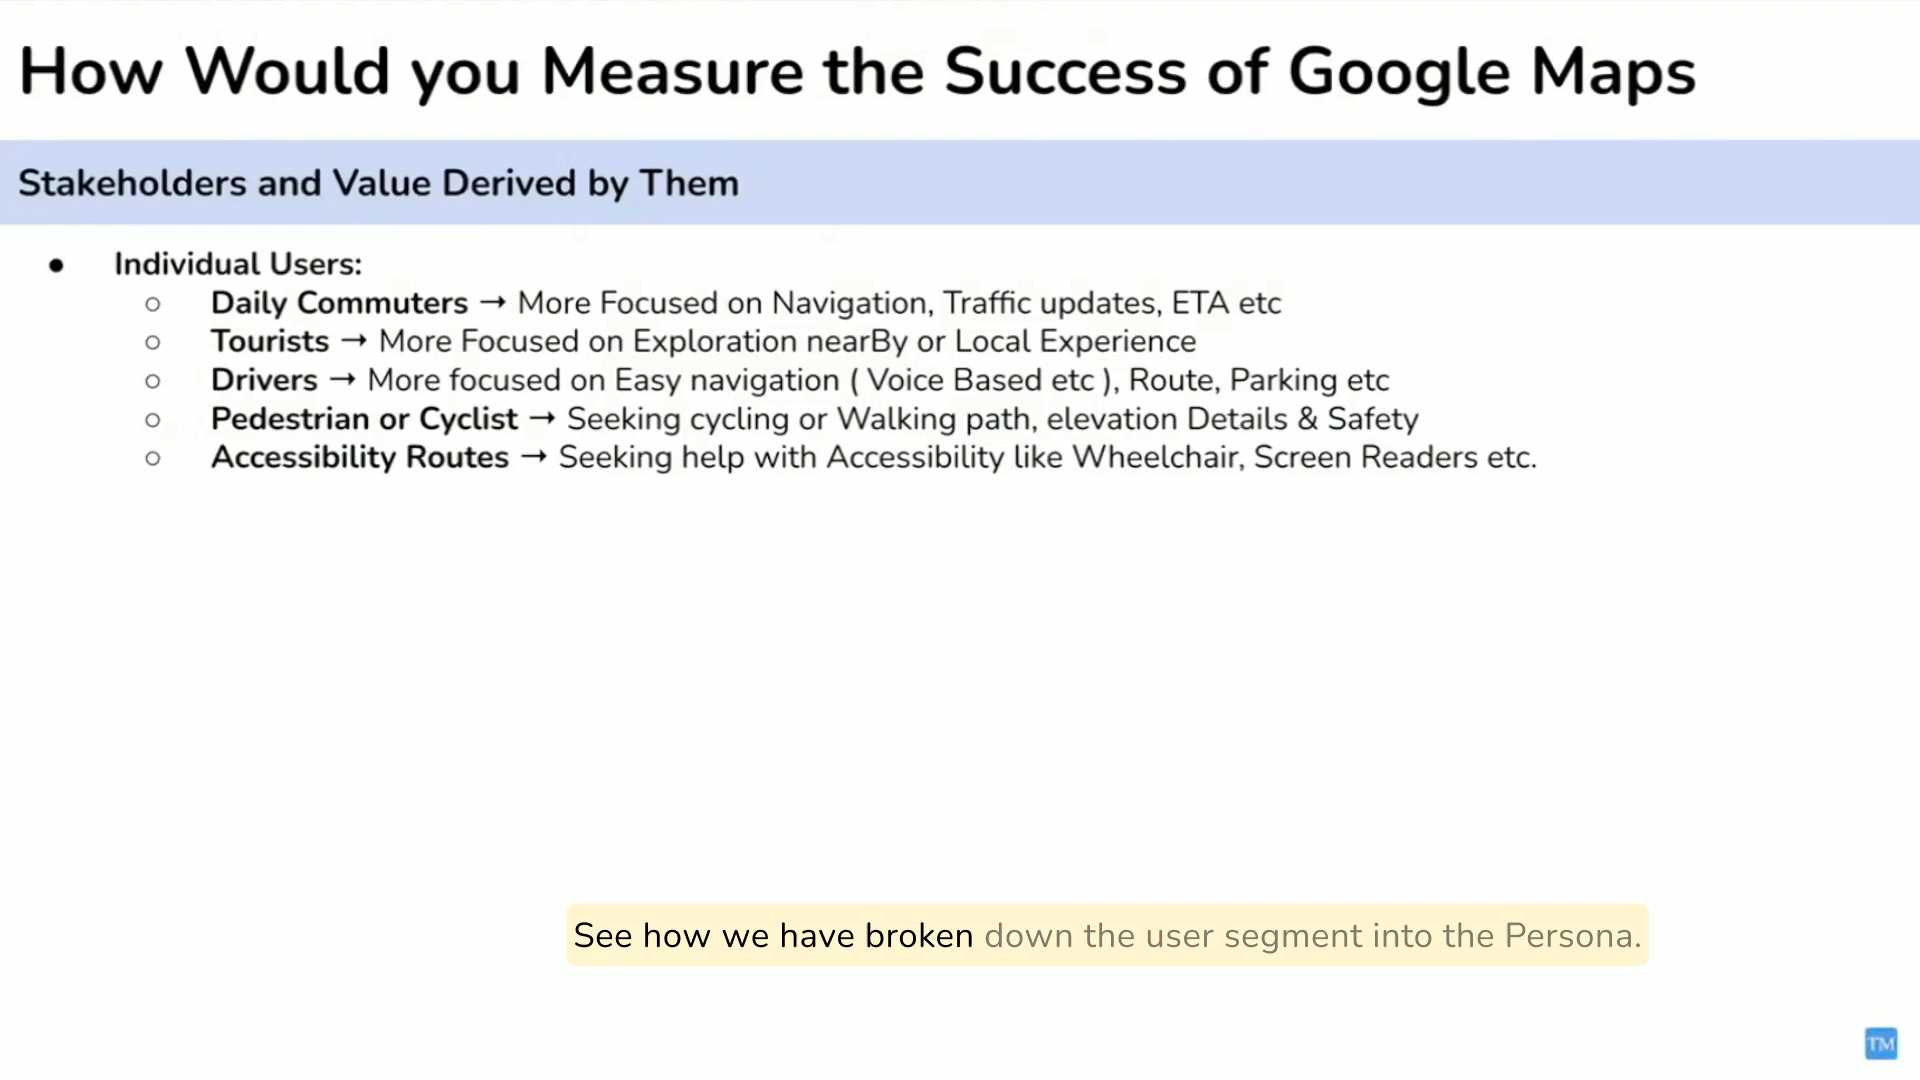 How Would you Measure the Success of Google Maps
Stakeholders and Value Derived by Them
● Individual Users:
○ Daily Commuters → More Focused on Navigation, Traffic updates, ETA etc
○ Tourists → More Focused on Exploration nearBy or Local Experience
○ Drivers → More focused on Easy navigation ( Voice Based etc ), Route, Parking etc
○ Pedestrian or Cyclist → Seeking cycling or Walking path, elevation Details & Safety
○ Accessibility Routes → Seeking help with Accessibility like Wheelchair, Screen Readers etc.
See how we have broken down the user segment into the Persona.
TM